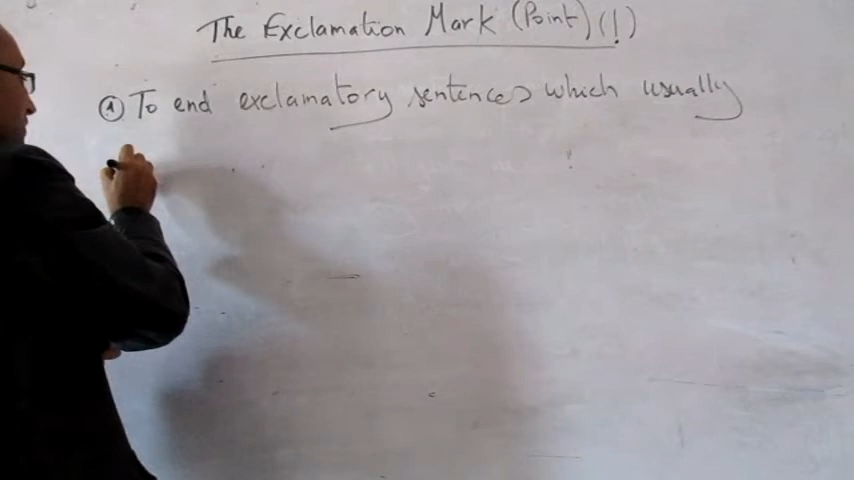 The Exclamation Mark (Point) (!)
① To end exclamatory sentences which usually